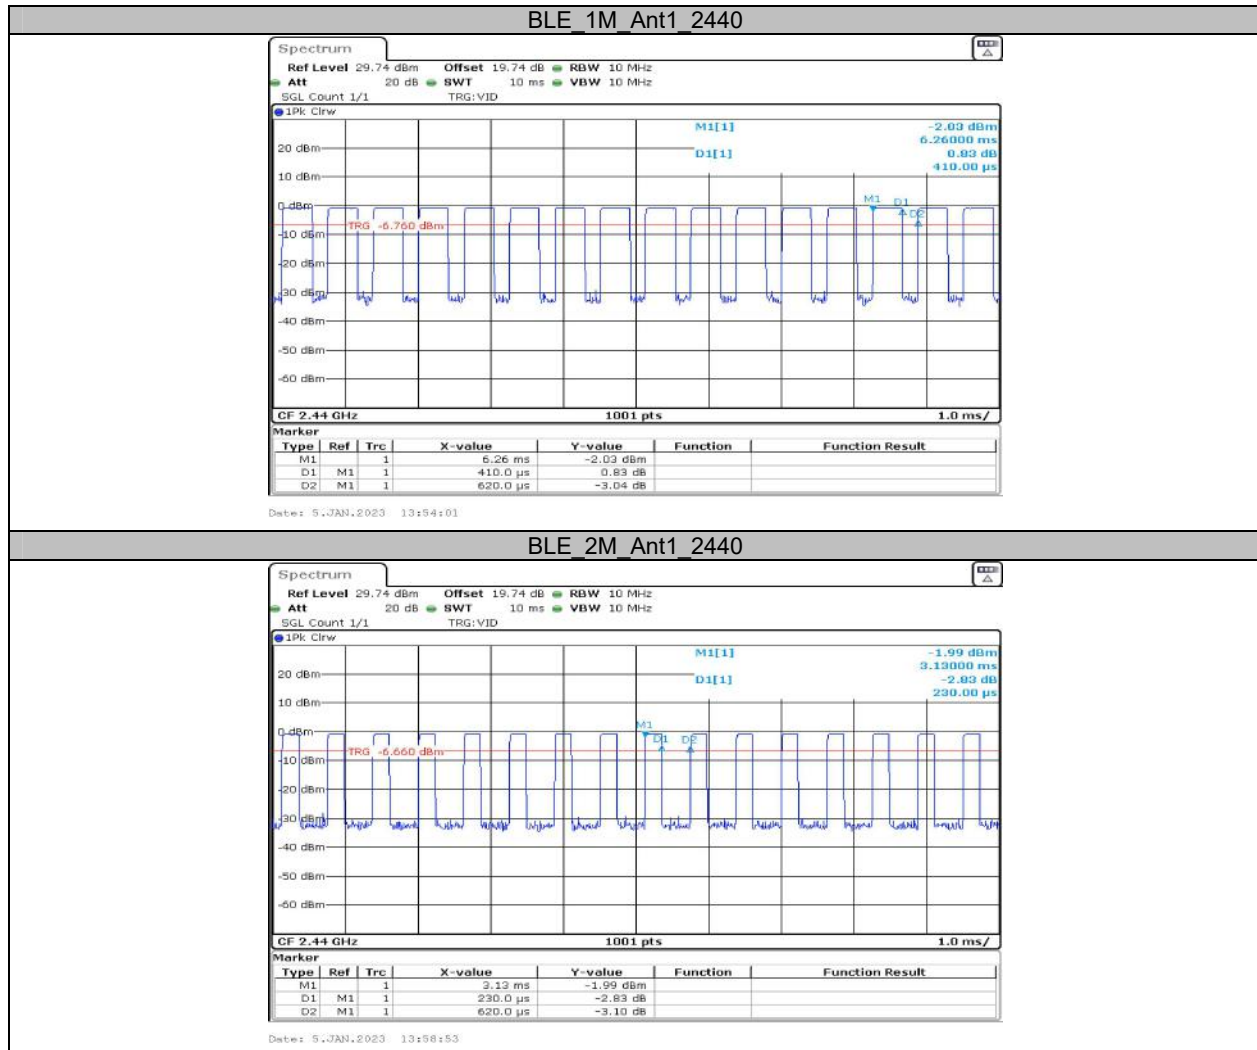 BLE_1M_Ant1_2440
Spectrum
Ref Level 29.74 dBm Offset 19.74 dB RBW 10 MHz
Att 20 dB SWT 10 ms VBW 10 MHz
SGL Count 1/1 TRG:VID
1Pk Clrw
M1[1] -2.03 dBm
6.26000 ms
20 dBm
D1[1] 0.83 dB
410.00 µs
10 dBm
M1 D1
0 dBm
D2
TRG -6.760 dBm
-10 dBm
-20 dBm
-30 dBm
-40 dBm
-50 dBm
-60 dBm
CF 2.44 GHz 1001 pts 1.0 ms/
Marker
Type Ref Trc X-value Y-value Function Function Result
M1 1 6.26 ms -2.03 dBm
D1 M1 1 410.0 µs 0.83 dB
D2 M1 1 620.0 µs -3.04 dB
Date: 5.JAN.2023 13:54:01
BLE_2M_Ant1_2440
Spectrum
Ref Level 29.74 dBm Offset 19.74 dB RBW 10 MHz
Att 20 dB SWT 10 ms VBW 10 MHz
SGL Count 1/1 TRG:VID
1Pk Clrw
M1[1] -1.99 dBm
3.13000 ms
20 dBm
D1[1] -2.83 dB
230.00 µs
10 dBm
M1
0 dBm
D1 D2
TRG -6.660 dBm
-10 dBm
-20 dBm
-30 dBm
-40 dBm
-50 dBm
-60 dBm
CF 2.44 GHz 1001 pts 1.0 ms/
Marker
Type Ref Trc X-value Y-value Function Function Result
M1 1 3.13 ms -1.99 dBm
D1 M1 1 230.0 µs -2.83 dB
D2 M1 1 620.0 µs -3.10 dB
Date: 5.JAN.2023 13:58:53